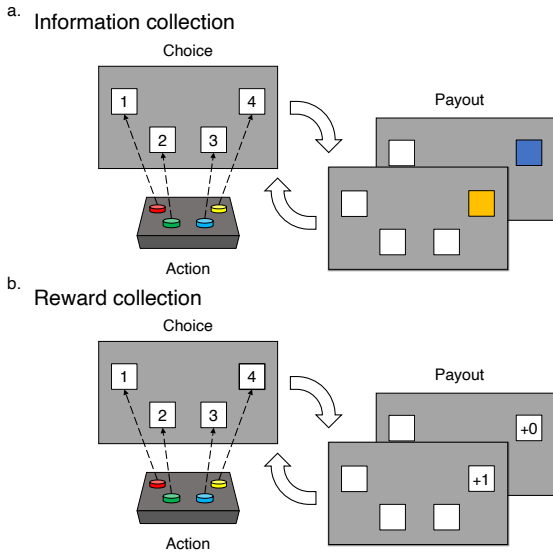 a.
Information collection
Choice
1
4
2
3
Action
Payout
b.
Reward collection
Choice
1
4
2
3
Action
Payout
+0
+1